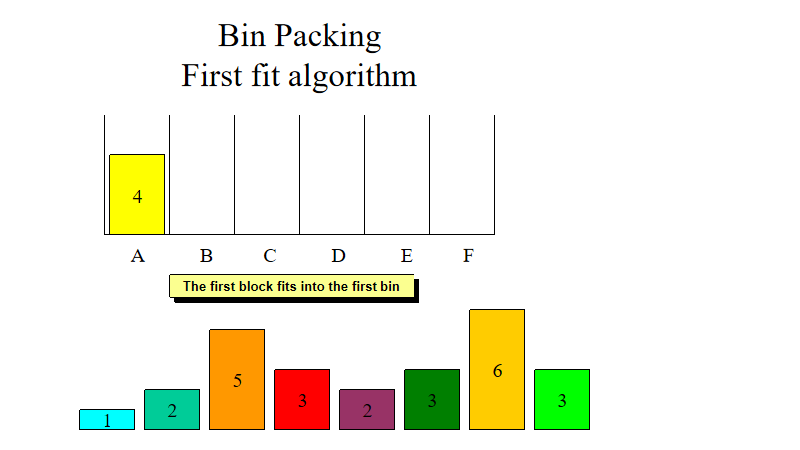 Bin Packing
First fit algorithm
4
A B C D E F
The first block fits into the first bin
1 2 5 3 2 3 6 3